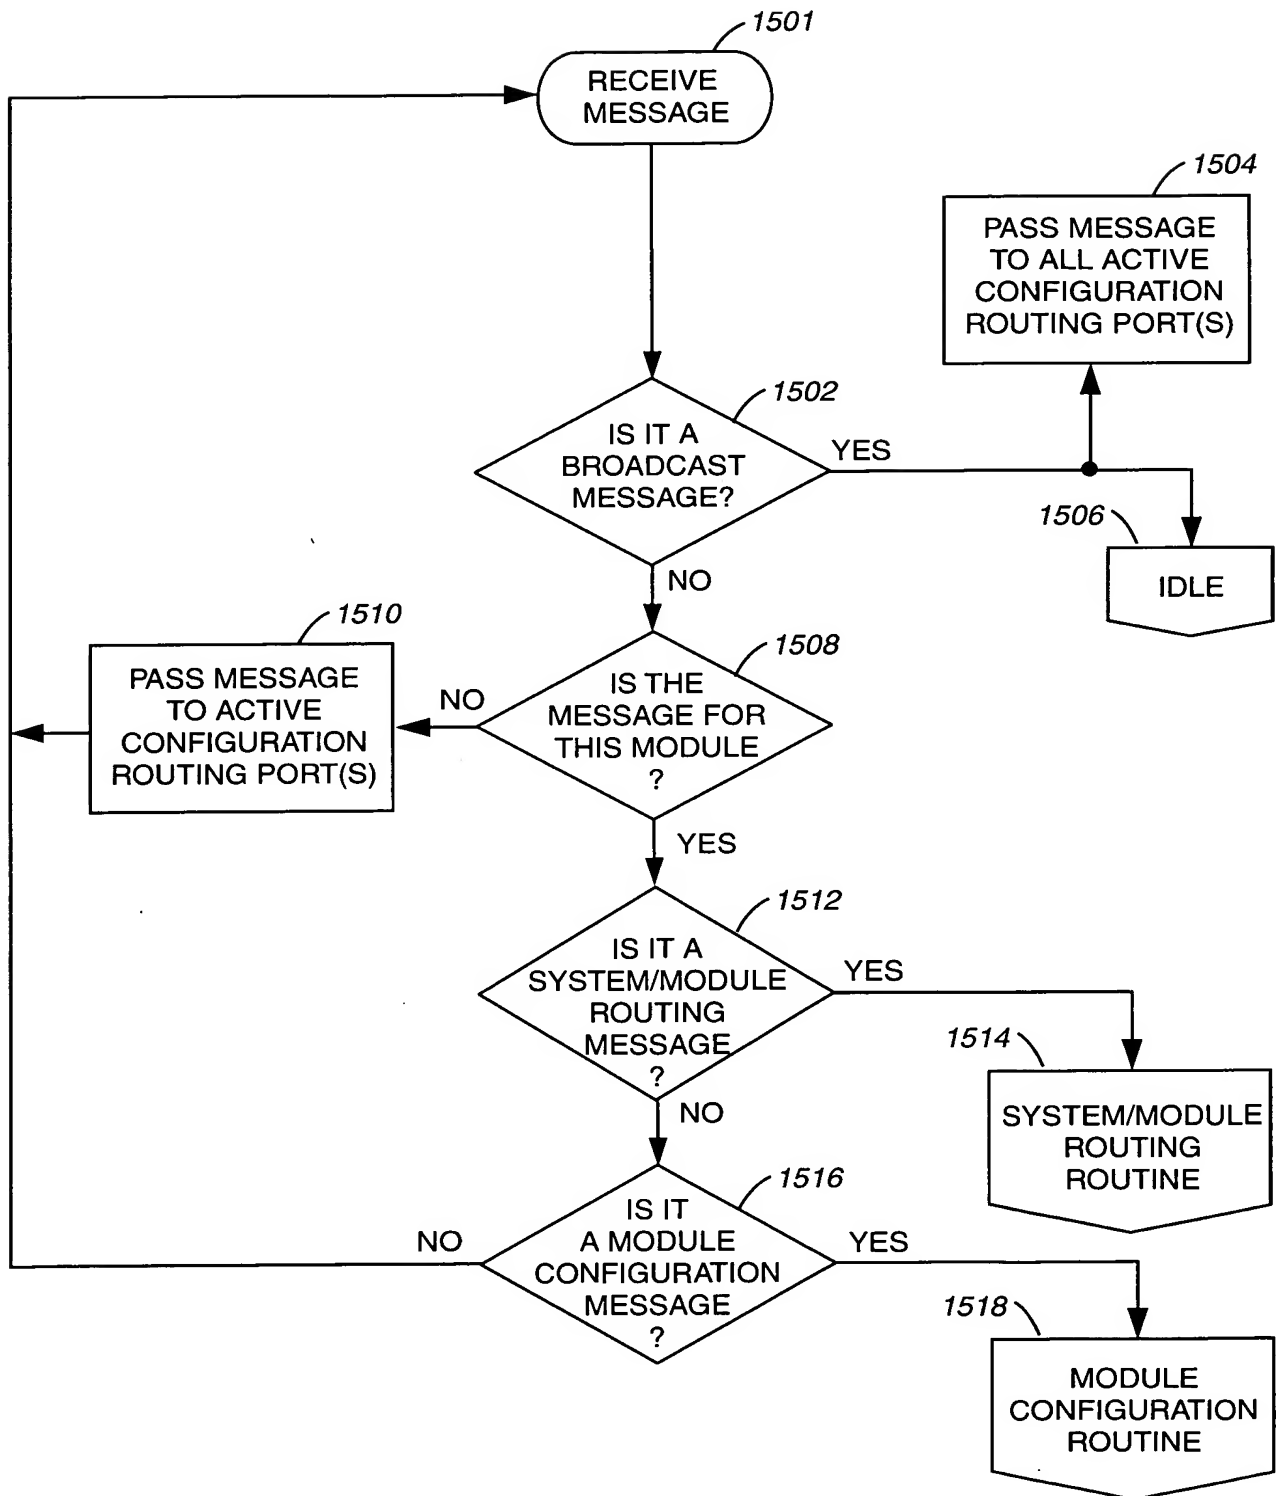 1501
RECEIVE
MESSAGE
1504
PASS MESSAGE
TO ALL ACTIVE
CONFIGURATION
ROUTING PORT(S)
1502
IS IT A
BROADCAST
MESSAGE?
YES
1506
IDLE
NO
1510
PASS MESSAGE
TO ACTIVE
CONFIGURATION
ROUTING PORT(S)
NO
1508
IS THE
MESSAGE FOR
THIS MODULE
?
YES
1512
IS IT A
SYSTEM/MODULE
ROUTING
MESSAGE
?
YES
1514
SYSTEM/MODULE
ROUTING
ROUTINE
NO
1516
IS IT
A MODULE
CONFIGURATION
MESSAGE
?
NO
YES
1518
MODULE
CONFIGURATION
ROUTINE